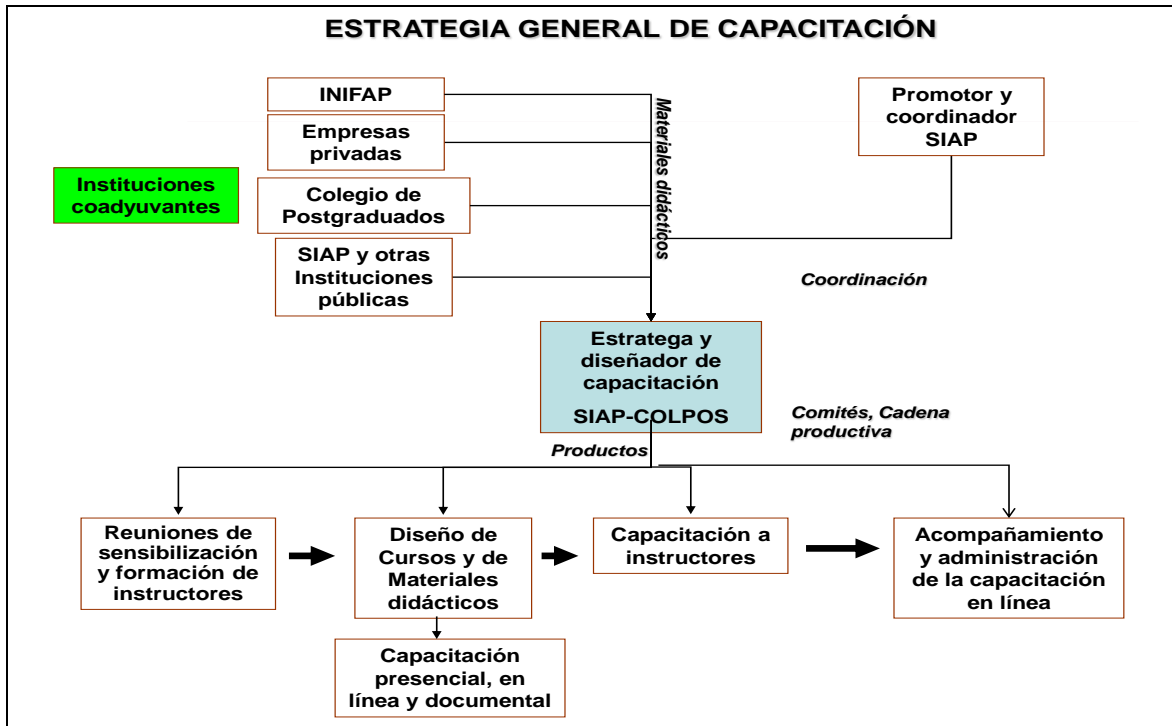 ESTRATEGIA GENERAL DE CAPACITACIÓN
INIFAP
Empresas
privadas
Instituciones
coadyuvantes
Colegio de
Postgraduados
SIAP y otras
Instituciones
públicas
Materiales didácticos
Promotor y
coordinador
SIAP
Coordinación
Estratega y
diseñador de
capacitación
SIAP-COLPOS
Comités, Cadena
productiva
Productos
Reuniones de
sensibilización
y formación de
instructores
Diseño de
Cursos y de
Materiales
didácticos
Capacitación a
instructores
Acompañamiento
y administración
de la capacitación
en línea
Capacitación
presencial, en
línea y documental